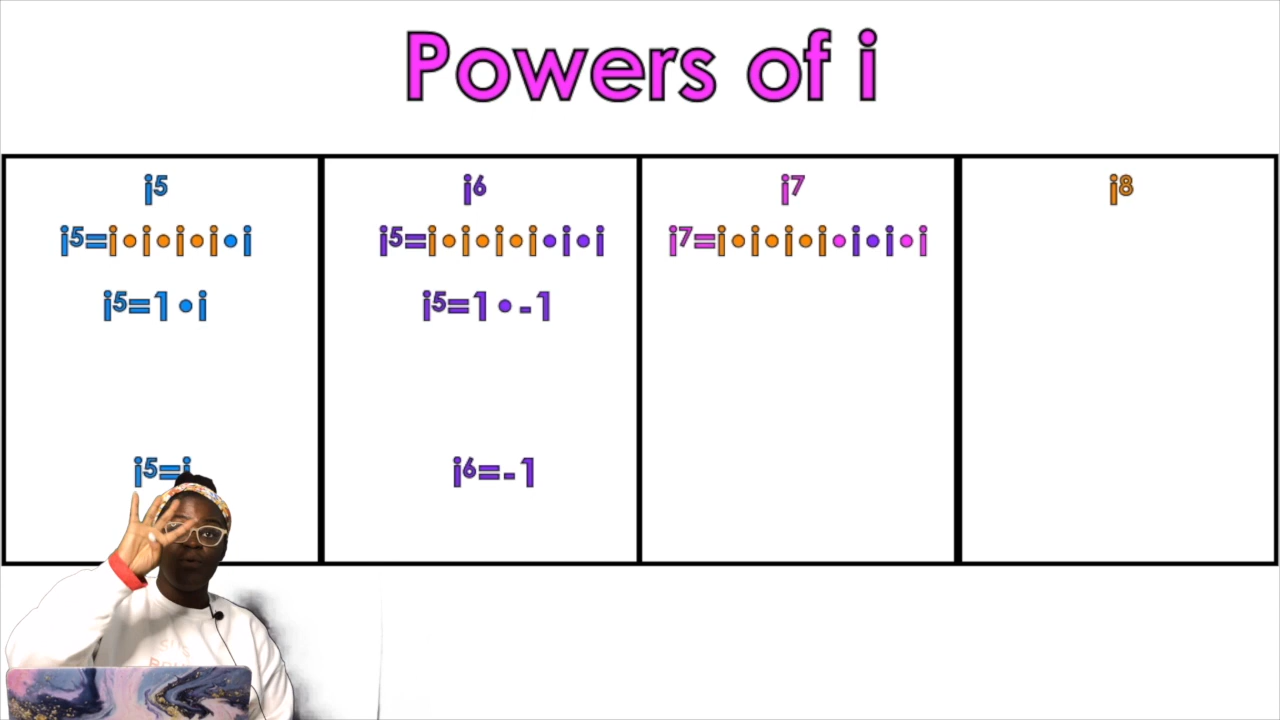 Powers of i
i⁵
i⁵=i•i•i•i•i
i⁵=1•i
i⁵=i
i⁶
i⁵=i•i•i•i•i•i
i⁵=1•-1
i⁶=-1
i⁷
i⁷=i•i•i•i•i•i•i
i⁸